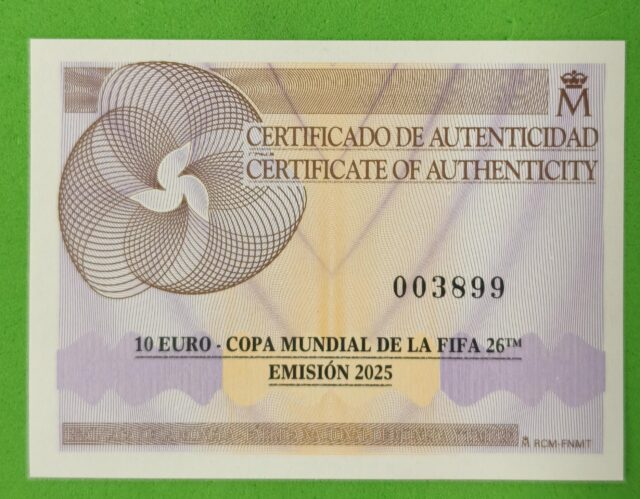 M
CERTIFICADO DE AUTENTICIDAD
CERTIFICATE OF AUTHENTICITY
003899
10 EURO - COPA MUNDIAL DE LA FIFA 26™
EMISIÓN 2025
M RCM-FNMT